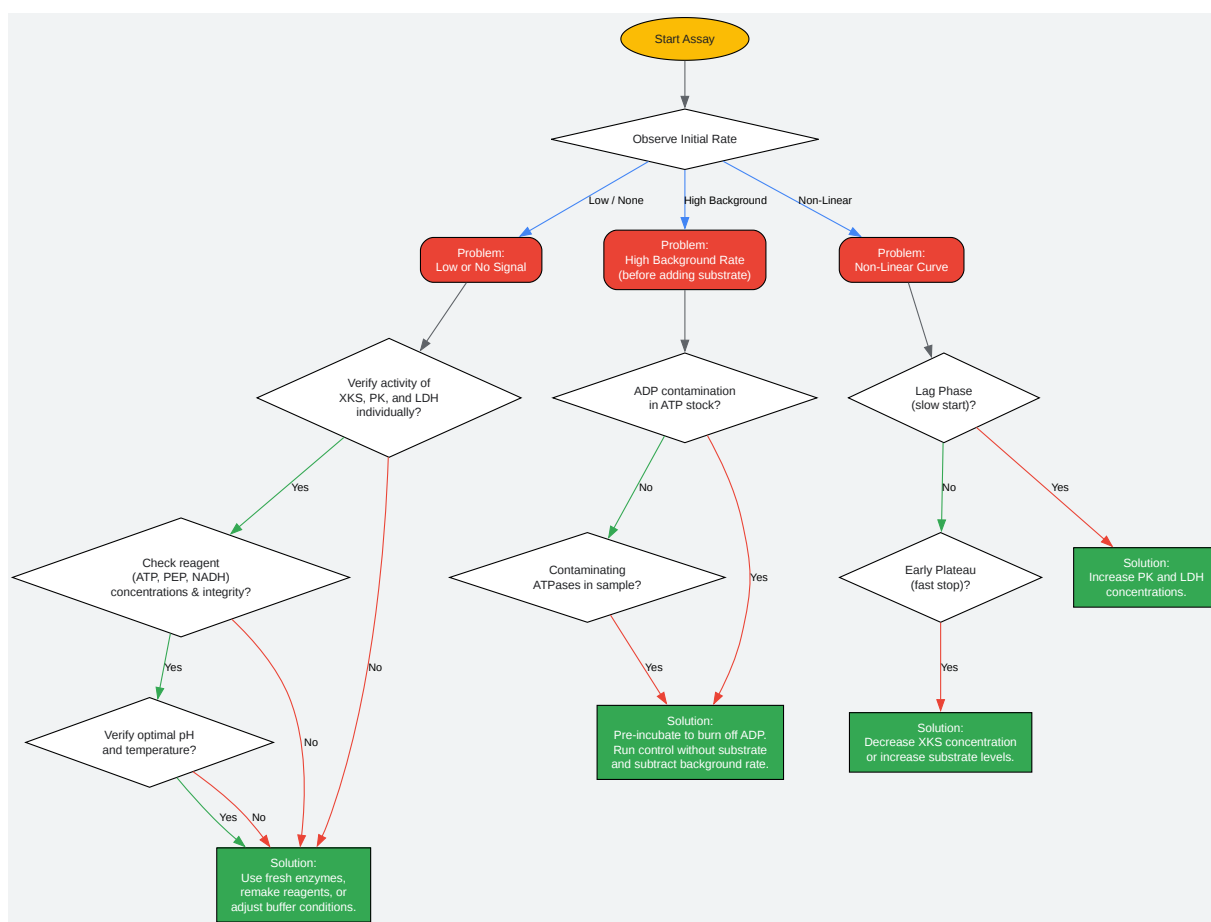 Start Assay
Observe Initial Rate
Low / None
High Background
Non-Linear
Problem:
Low or No Signal
Problem:
High Background Rate
(before adding substrate)
Problem:
Non-Linear Curve
Verify activity of
XKS, PK, and LDH
individually?
ADP contamination
in ATP stock?
Lag Phase
(slow start)?
Yes
No
No
Yes
Check reagent
(ATP, PEP, NADH)
concentrations & integrity?
Contaminating
ATPases in sample?
Yes
Early Plateau
(fast stop)?
Solution:
Increase PK and LDH
concentrations.
Yes
No
Yes
Yes
Verify optimal pH
and temperature?
No
Solution:
Pre-incubate to burn off ADP.
Run control without substrate
and subtract background rate.
Solution:
Decrease XKS concentration
or increase substrate levels.
Yes
No
Solution:
Use fresh enzymes,
remake reagents, or
adjust buffer conditions.